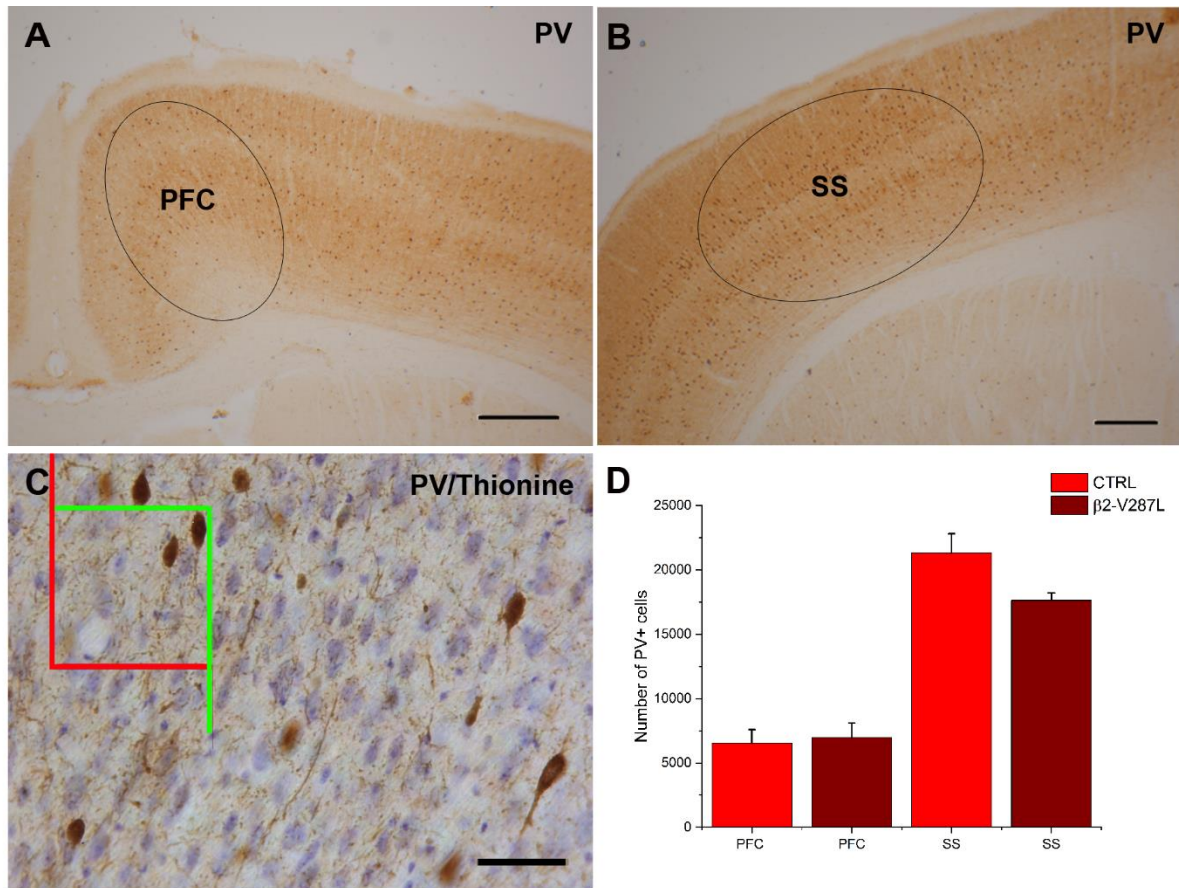 A
PV
PFC
B
PV
SS
C
PV/Thionine
D
CTRL
β2-V287L
25000
20000
15000
10000
5000
0
Number of PV+ cells
PFC
PFC
SS
SS